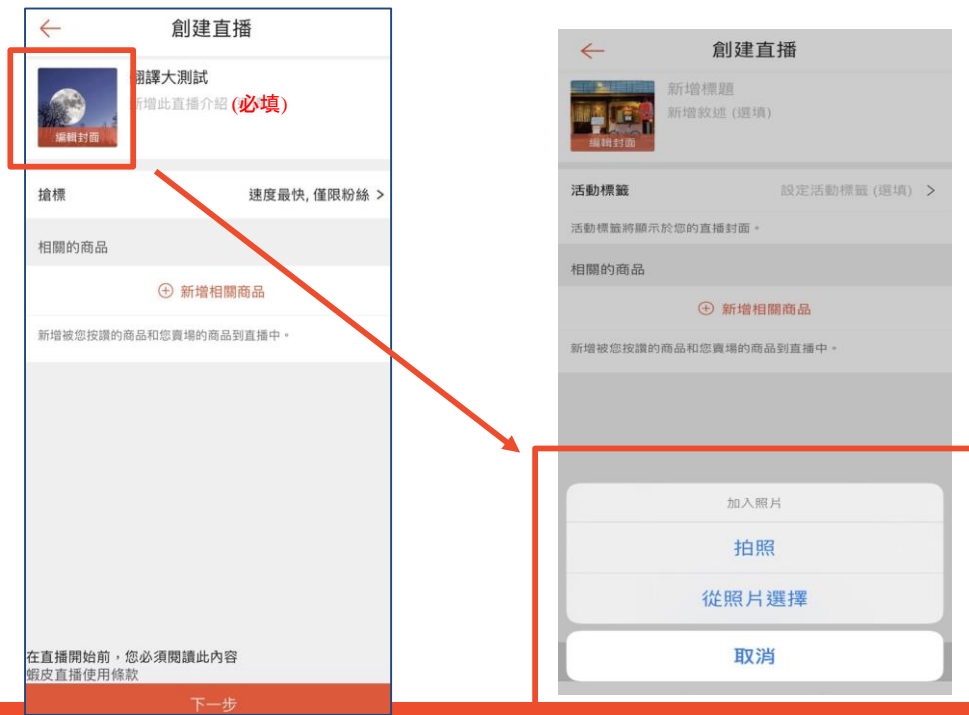 創建直播
翻譯大測試
新增此直播介紹 (必填)
編輯封面
搶標
速度最快, 僅限粉絲 >
相關的商品
新增相關商品
新增被您按讚的商品和您賣場的商品到直播中。
在直播開始前，您必須閱讀此內容
蝦皮直播使用條款
下一步
創建直播
新增標題
新增敘述 (選填)
編輯封面
活動標籤
設定活動標籤 (選填) >
活動標籤將顯示於您的直播封面。
相關的商品
新增相關商品
新增被您按讚的商品和您賣場的商品到直播中。
加入照片
拍照
從照片選擇
取消